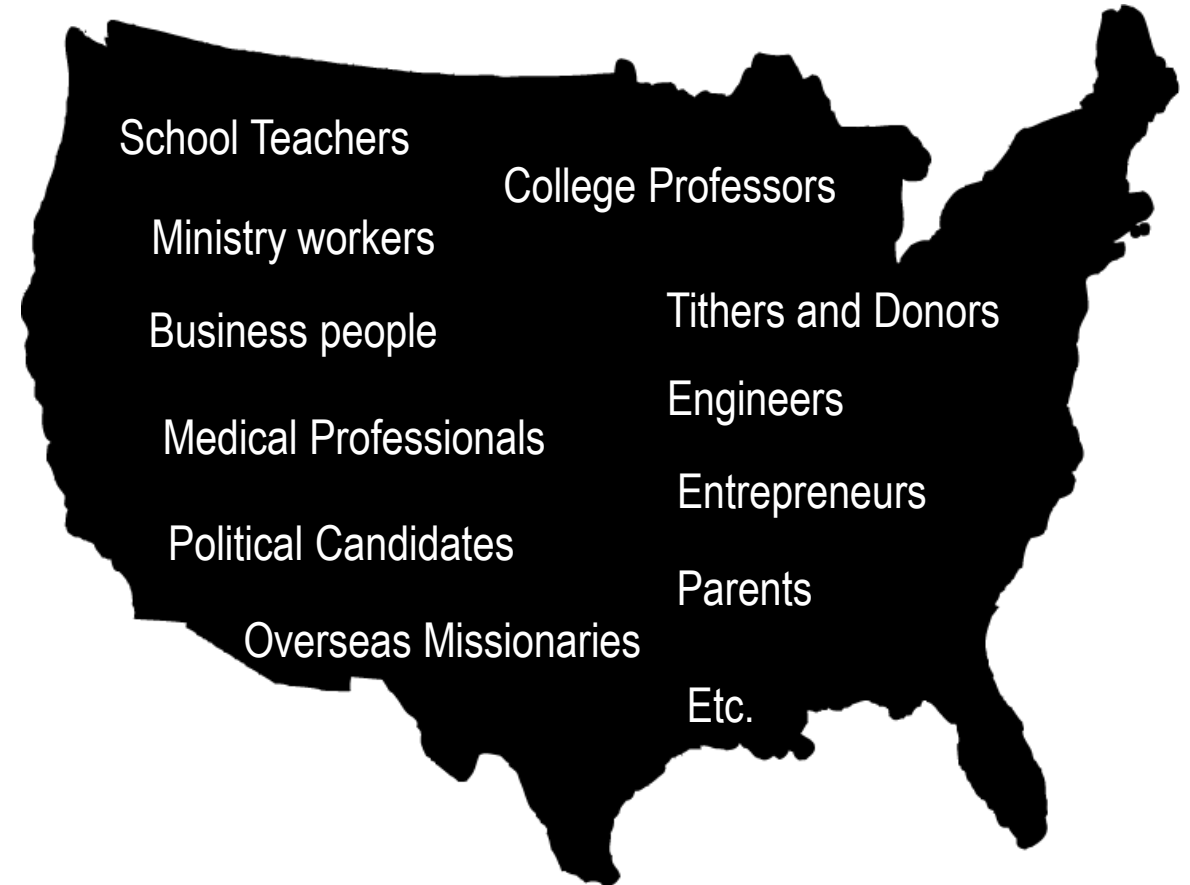 School Teachers
College Professors
Ministry workers
Tithers and Donors
Business people
Engineers
Medical Professionals
Entrepreneurs
Political Candidates
Parents
Overseas Missionaries
Etc.